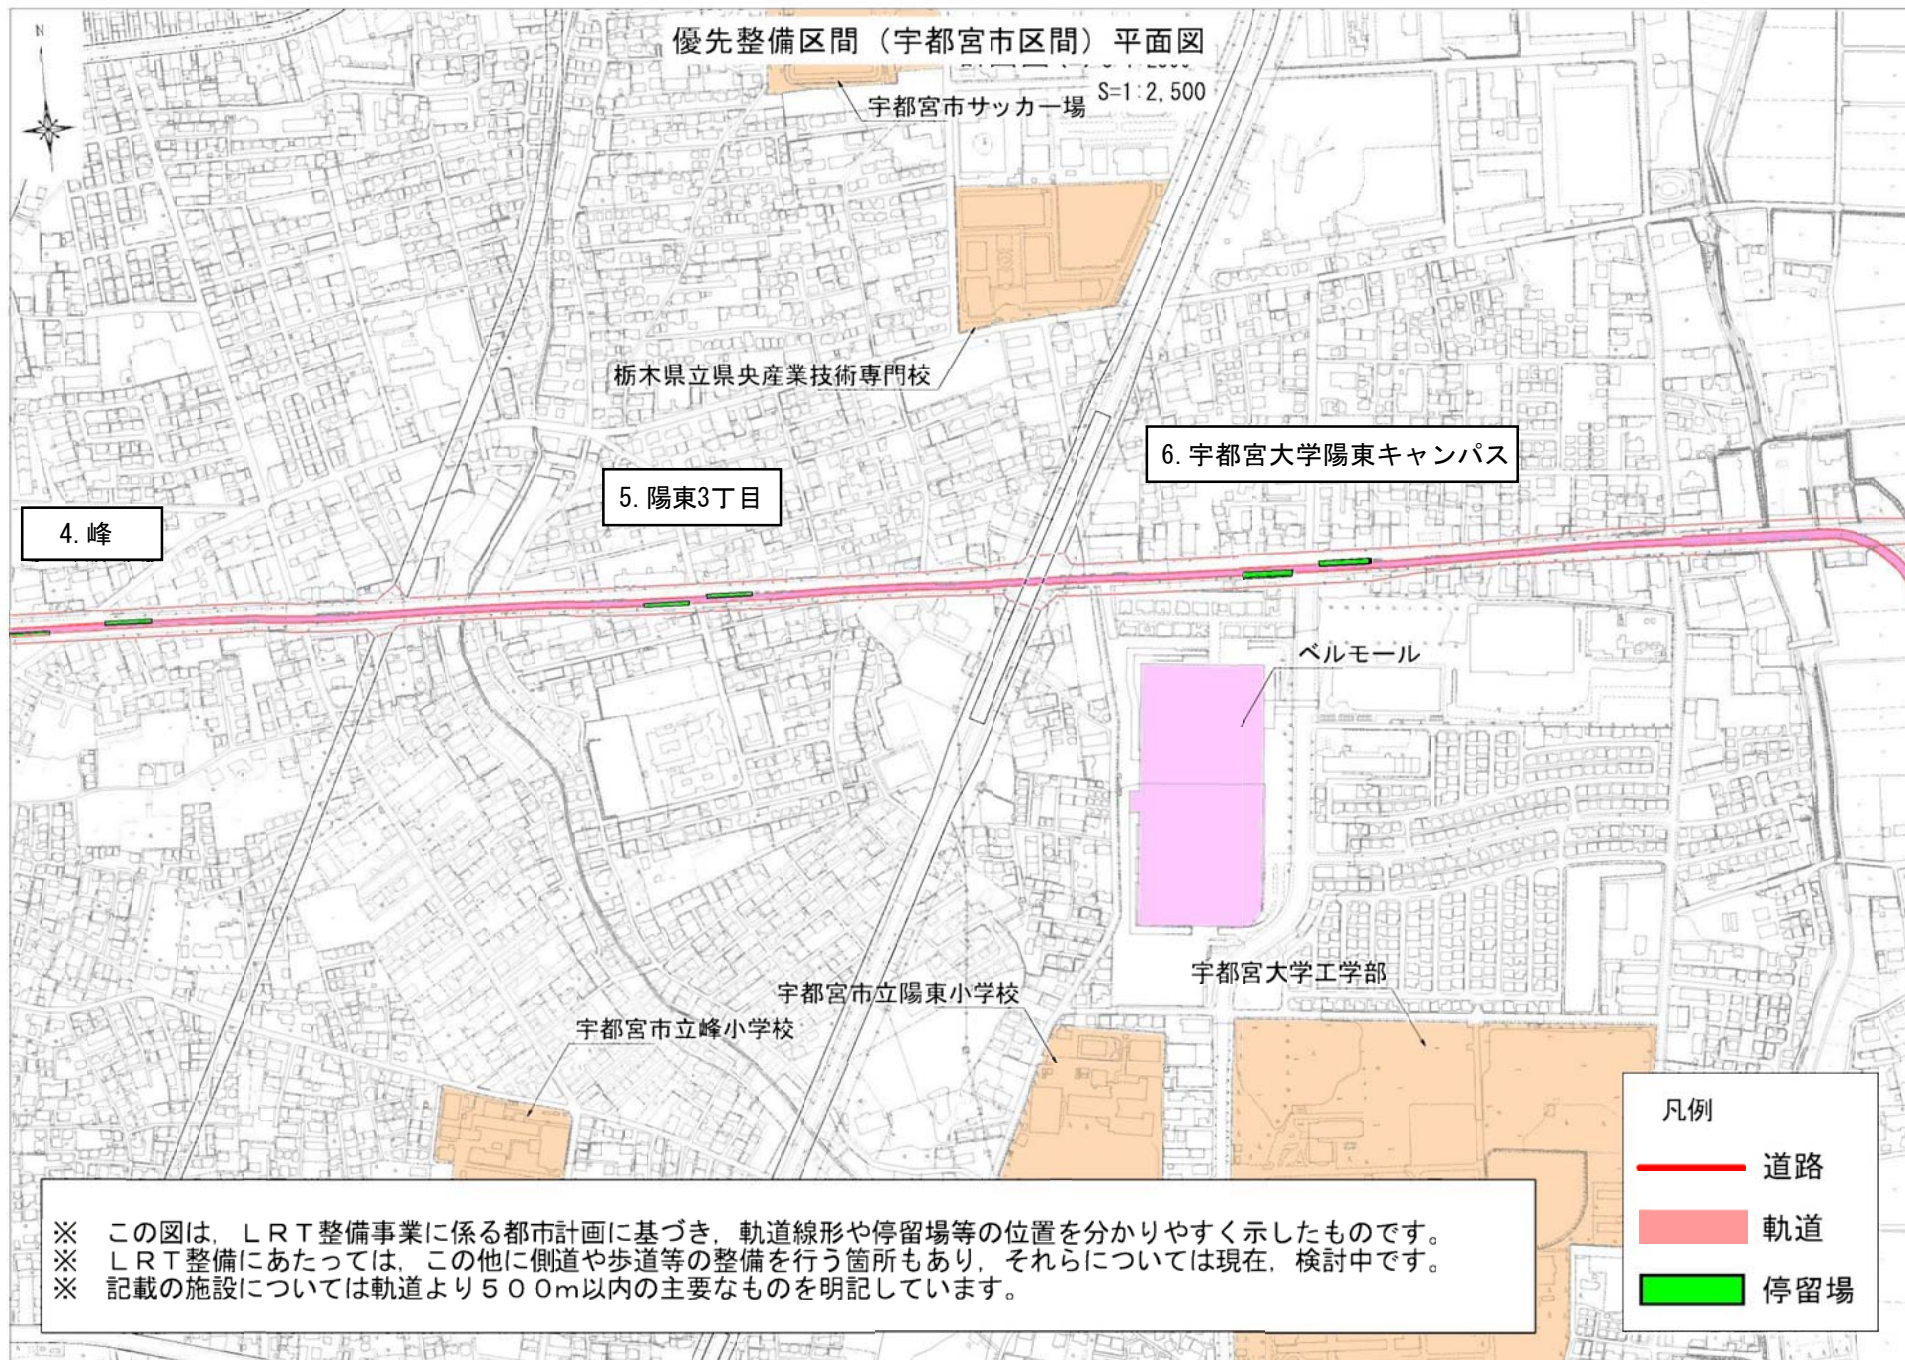 N
優先整備区間（宇都宮市区間）平面図
S=1:2,500
宇都宮市サッカー場
栃木県立県央産業技術専門校
6.宇都宮大学陽東キャンパス
5.陽東3丁目
4.峰
ベルモール
宇都宮大学工学部
宇都宮市立陽東小学校
宇都宮市立峰小学校
凡例
道路
軌道
停留場
※　この図は，ＬＲＴ整備事業に係る都市計画に基づき，軌道線形や停留場等の位置を分かりやすく示したものです。
※　ＬＲＴ整備にあたっては，この他に側道や歩道等の整備を行う箇所もあり，それらについては現在，検討中です。
※　記載の施設については軌道より５００ｍ以内の主要なものを明記しています。